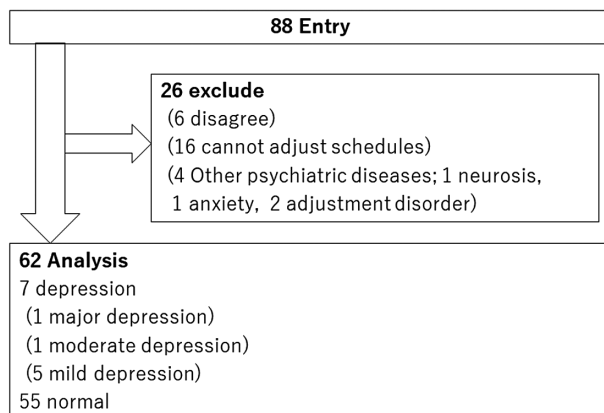 88 Entry
26 exclude
(6 disagree)
(16 cannot adjust schedules)
(4 Other psychiatric diseases; 1 neurosis,
1 anxiety, 2 adjustment disorder)
62 Analysis
7 depression
(1 major depression)
(1 moderate depression)
(5 mild depression)
55 normal